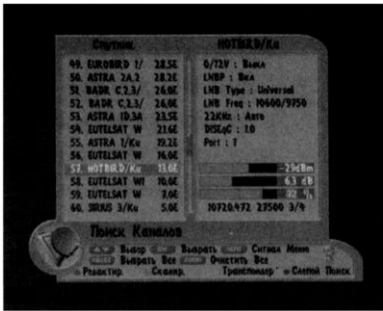 Спутник
49. EUROBIRD 1/ 28.5E
50. ASTRA 2A,2 28.2E
51. BADR C,2,3/ 26.0E
52. BADR C,2,3/ 26.0E
53. ASTRA 1D,3A 23.5E
54. EUTELSAT W 21.6E
55. ASTRA 1/Ku 19.2E
56. EUTELSAT W 16.0E
57. HOTBIRD/Ku 13.0E
58. EUTELSAT W1 10.0E
59. EUTELSAT W 7.0E
60. SIRIUS 3/Ku 5.0E
HOTBIRD/Ku
0/12V : Выкл
LNBP : Вкл
LNB Type : Universal
LNB Freq : 10600/9750
22KHz : Авто
DISEqC : 1.0
Port : 1
-29dBm
6.3 dB
%
10720.472 27500 3/4
Поиск Каналов
Выбор Выбрать Сигнал Меню
Выбрать Все Очистить Все
Редактир. Сканир. Транспондер Слепой Поиск